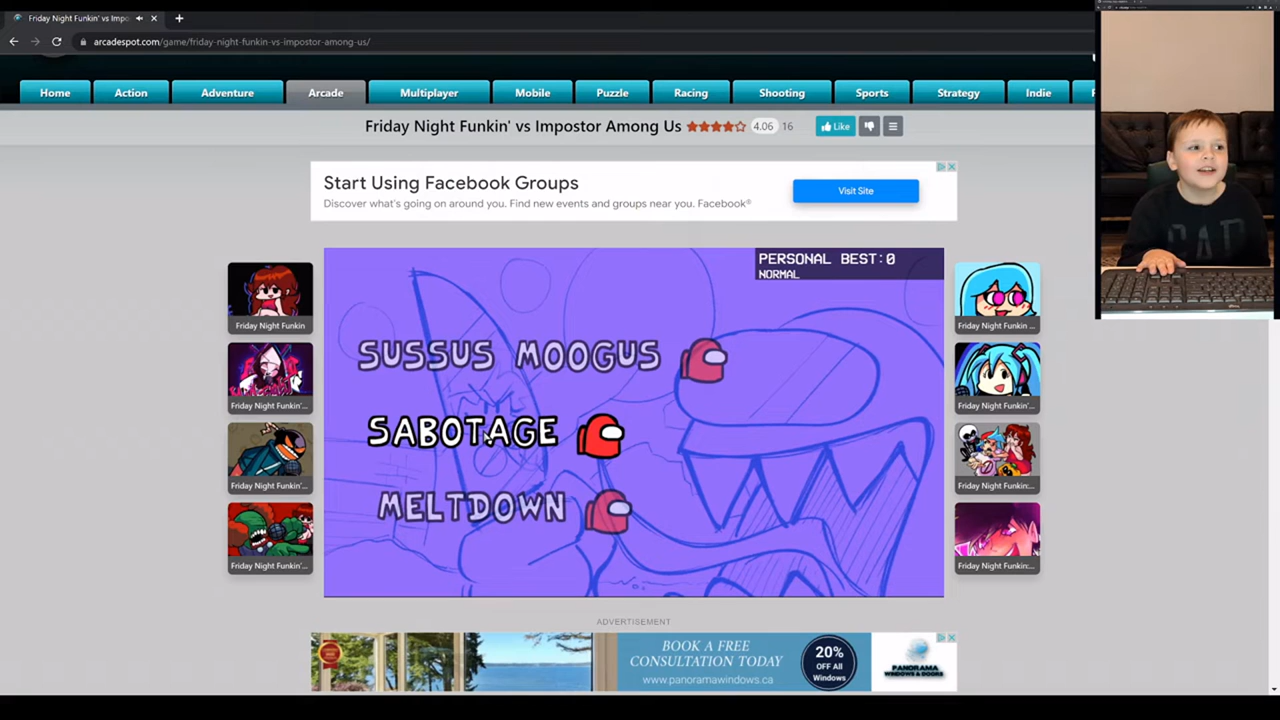 Friday Night Funkin' vs Impo
arcadespot.com/game/friday-night-funkin-vs-impostor-among-us/
Home
Action
Adventure
Arcade
Multiplayer
Mobile
Puzzle
Racing
Shooting
Sports
Strategy
Indie
Friday Night Funkin' vs Impostor Among Us
4.06
16
Like
Start Using Facebook Groups
Discover what's going on around you. Find new events and groups near you. Facebook®
Visit Site
PERSONAL BEST:0
NORMAL
SUSSUS MOOGUS
SABOTAGE
MELTDOWN
Friday Night Funkin
Friday Night Funkin'...
Friday Night Funkin'...
Friday Night Funkin'...
Friday Night Funkin ...
Friday Night Funkin'...
Friday Night Funkin'...
Friday Night Funkin:...
ADVERTISEMENT
BOOK A FREE
CONSULTATION TODAY
www.panoramawindows.ca
20%
OFF All
Windows
PANORAMA
WINDOWS & DOORS
GAP